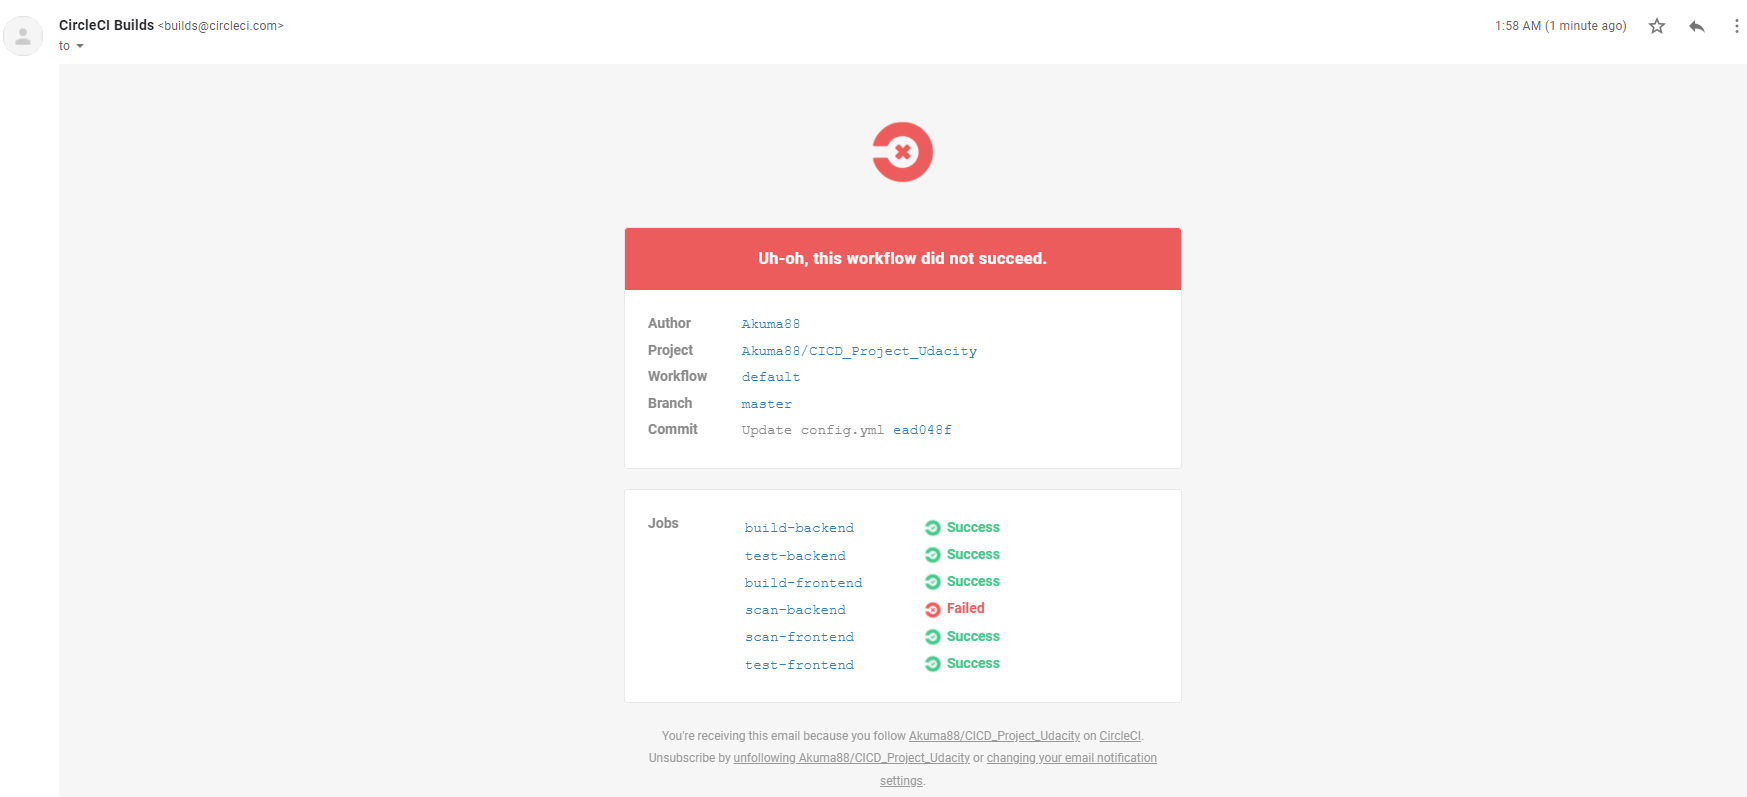 CircleCI Builds <builds@circleci.com>
1:58 AM (1 minute ago)
to
Uh-oh, this workflow did not succeed.
Author Akuma88
Project Akuma88/CICD_Project_Udacity
Workflow default
Branch master
Commit Update config.yml ead048f
Jobs
build-backend Success
test-backend Success
build-frontend Success
scan-backend Failed
scan-frontend Success
test-frontend Success
You're receiving this email because you follow Akuma88/CICD_Project_Udacity on CircleCI.
Unsubscribe by unfollowing Akuma88/CICD_Project_Udacity or changing your email notification
settings.